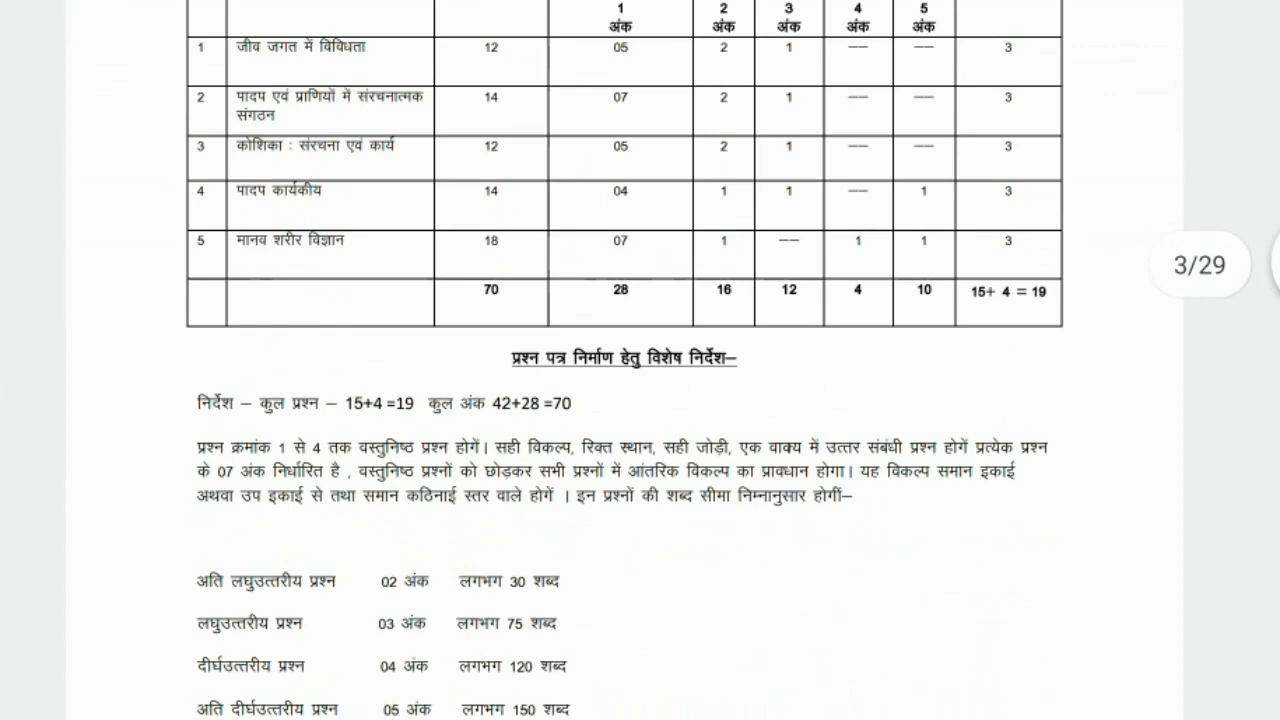 1 2 3 4 5
अंक अंक अंक अंक अंक
1 जीव जगत में विविधता 12 05 2 1 –– –– 3
2 पादप एवं प्राणियों में संरचनात्मक 14 07 2 1 –– –– 3
संगठन
3 कोशिका : संरचना एवं कार्य 12 05 2 1 –– –– 3
4 पादप कार्यकीय 14 04 1 1 –– 1 3
5 मानव शरीर विज्ञान 18 07 1 –– 1 1 3
70 28 16 12 4 10 15+ 4 = 19
3/29
प्रश्न पत्र निर्माण हेतु विशेष निर्देश–
निर्देश – कुल प्रश्न – 15+4 =19 कुल अंक 42+28 =70
प्रश्न क्रमांक 1 से 4 तक वस्तुनिष्ठ प्रश्न होगें। सही विकल्प, रिक्त स्थान, सही जोड़ी, एक वाक्य में उत्तर संबंधी प्रश्न होगें प्रत्येक प्रश्न
के 07 अंक निर्धारित है , वस्तुनिष्ठ प्रश्नों को छोड़कर सभी प्रश्नों में आंतरिक विकल्प का प्रावधान होगा। यह विकल्प समान इकाई
अथवा उप इकाई से तथा समान कठिनाई स्तर वाले होगें । इन प्रश्नों की शब्द सीमा निम्नानुसार होगीं–
अति लघुउत्तरीय प्रश्न 02 अंक लगभग 30 शब्द
लघुउत्तरीय प्रश्न 03 अंक लगभग 75 शब्द
दीर्घउत्तरीय प्रश्न 04 अंक लगभग 120 शब्द
अति दीर्घउत्तरीय प्रश्न 05 अंक लगभग 150 शब्द